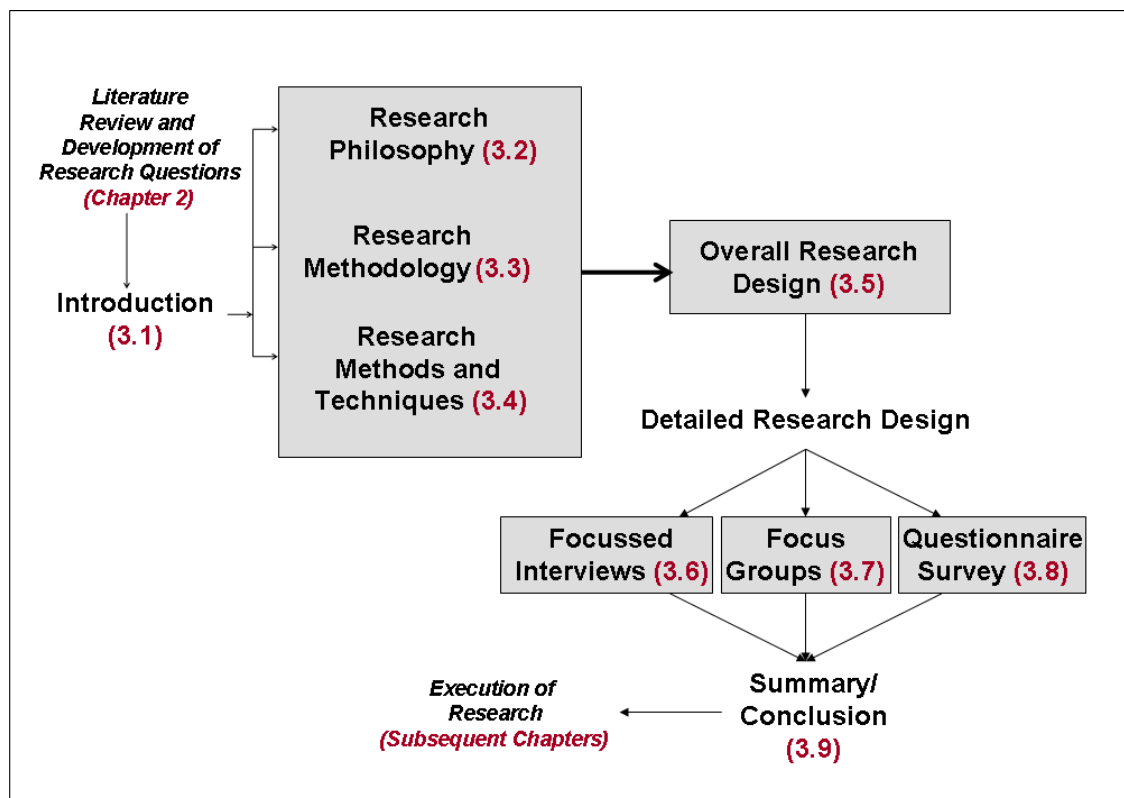 Literature
Review and
Development of
Research Questions
(Chapter 2)
Introduction
(3.1)
Research
Philosophy (3.2)
Research
Methodology (3.3)
Research
Methods and
Techniques (3.4)
Overall Research
Design (3.5)
Detailed Research Design
Focussed
Interviews (3.6)
Focus
Groups (3.7)
Questionnaire
Survey (3.8)
Summary/
Conclusion
(3.9)
Execution of
Research
(Subsequent Chapters)